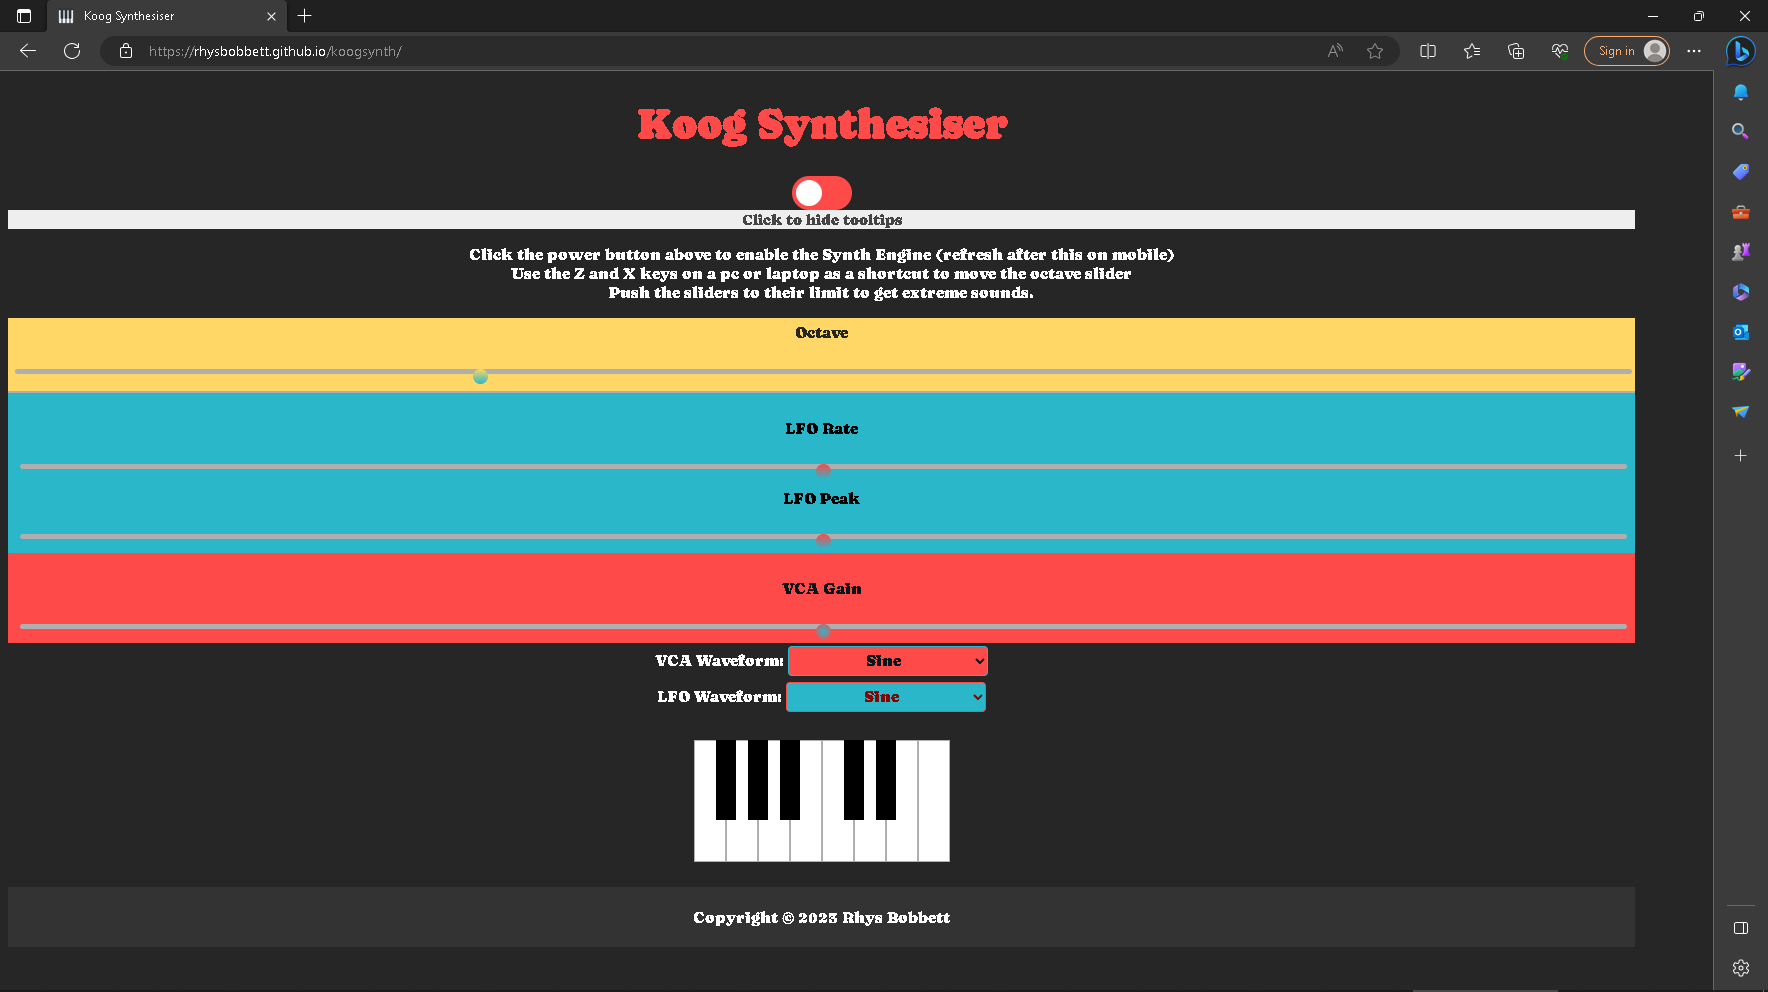 Koog Synthesiser
https://rhysbobbett.github.io/koogsynth/
Sign in
Koog Synthesiser
Click to hide tooltips
Click the power button above to enable the Synth Engine (refresh after this on mobile)
Use the Z and X keys on a pc or laptop as a shortcut to move the octave slider
Push the sliders to their limit to get extreme sounds.
Octave
LFO Rate
LFO Peak
VCA Gain
VCA Waveform: Sine
LFO Waveform: Sine
Copyright © 2023 Rhys Bobbett